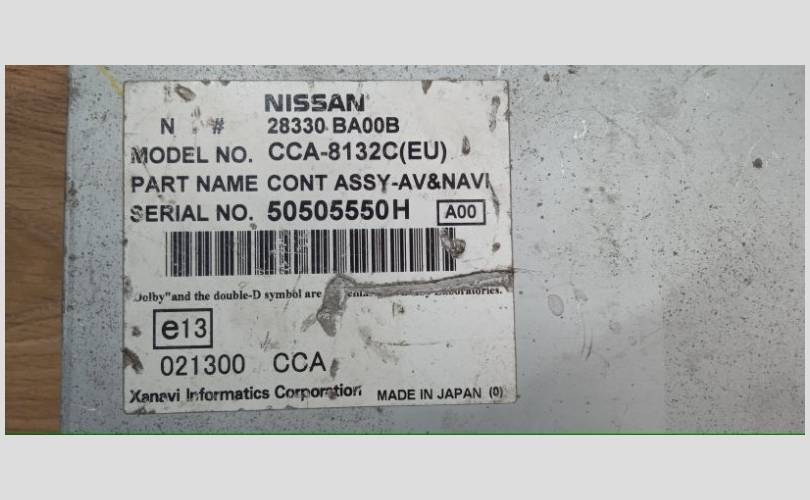 NISSAN
N # 28330 BA00B
MODEL NO. CCA-8132C(EU)
PART NAME CONT ASSY-AV&NAVI
SERIAL NO. 50505550H A00
Dolby" and the double-D symbol are Laboratories.
e13
021300 CCA
Xanavi Informatics Corporation MADE IN JAPAN (0)